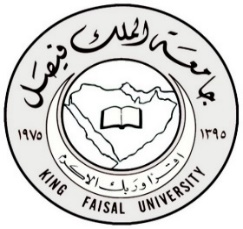 جامعة الملك فيصل
١٩٧٥
١٣٩٥
اقرأ وربك الأكرم
KING FAISAL UNIVERSITY